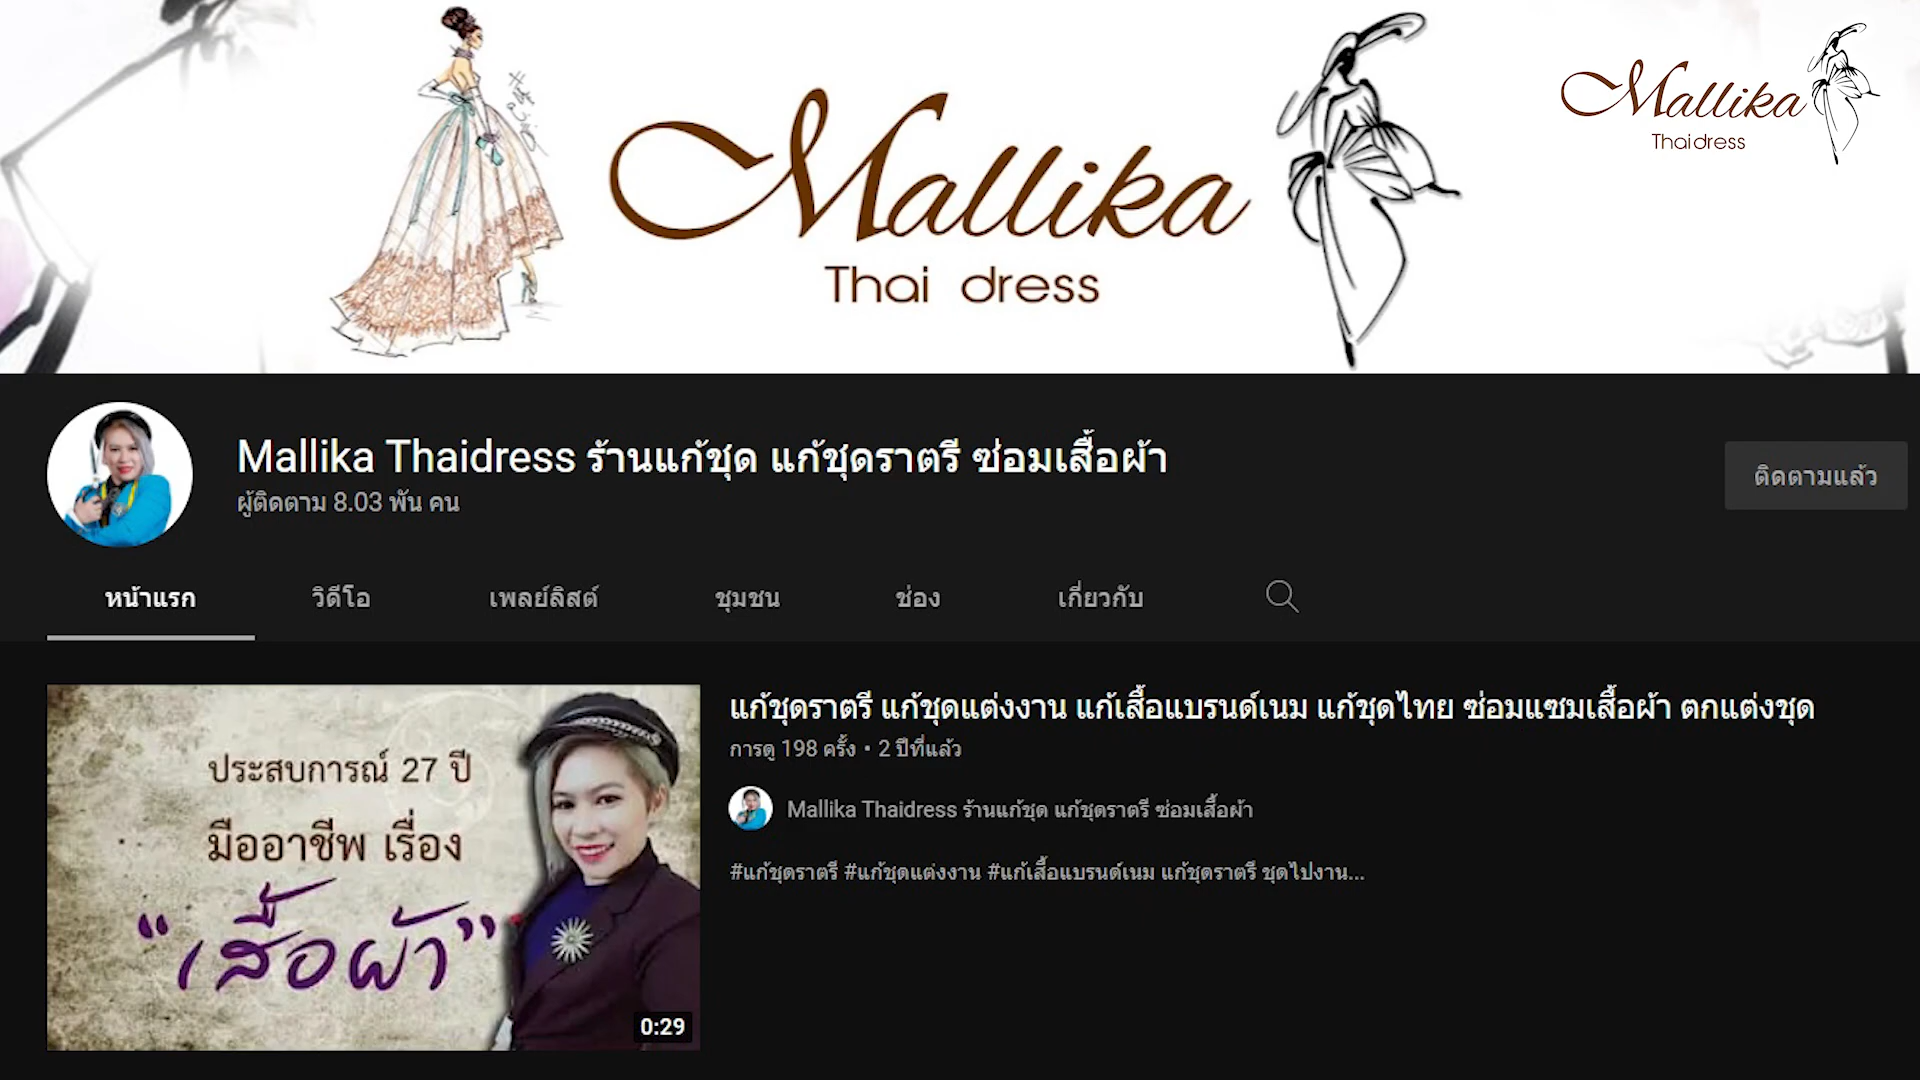 Mallika
Thai dress
Mallika
Thaidress
Mallika Thaidress ร้านแก้ชุด แก้ชุดราตรี ซ่อมเสื้อผ้า
ผู้ติดตาม 8.03 พัน คน
ติดตามแล้ว
หน้าแรก วิดีโอ เพลย์ลิสต์ ชุมชน ช่อง เกี่ยวกับ
ประสบการณ์ 27 ปี
มืออาชีพ เรื่อง
“เสื้อผ้า”
0:29
แก้ชุดราตรี แก้ชุดแต่งงาน แก้เสื้อแบรนด์เนม แก้ชุดไทย ซ่อมแซมเสื้อผ้า ตกแต่งชุด
การดู 198 ครั้ง • 2 ปีที่แล้ว
Mallika Thaidress ร้านแก้ชุด แก้ชุดราตรี ซ่อมเสื้อผ้า
#แก้ชุดราตรี #แก้ชุดแต่งงาน #แก้เสื้อแบรนด์เนม แก้ชุดราตรี ชุดไปงาน...